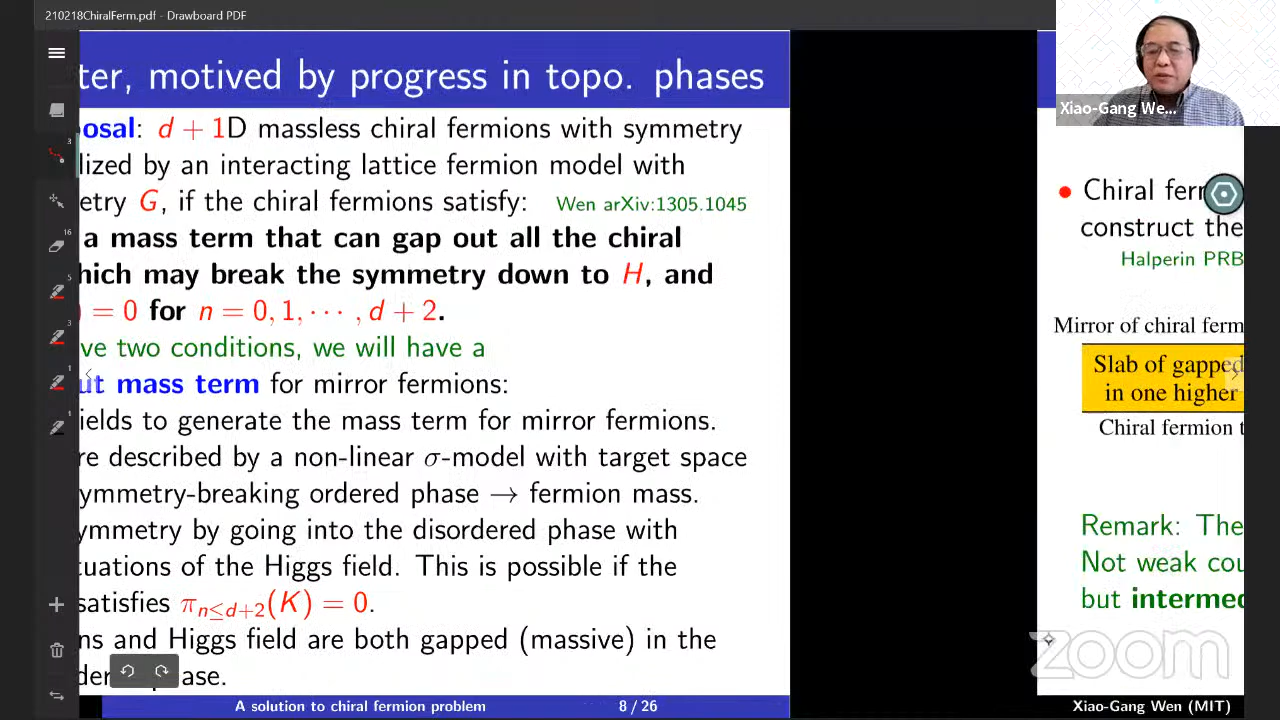 210218ChiralFerm.pdf - Drawboard PDF
ter, motived by progress in topo. phases
osal: d + 1D massless chiral fermions with symmetry
lized by an interacting lattice fermion model with
etry G, if the chiral fermions satisfy: Wen arXiv:1305.1045
a mass term that can gap out all the chiral
hich may break the symmetry down to H, and
) = 0 for n = 0, 1, ··· , d + 2.
ve two conditions, we will have a
ut mass term for mirror fermions:
ields to generate the mass term for mirror fermions.
re described by a non-linear σ-model with target space
ymmetry-breaking ordered phase → fermion mass.
ymmetry by going into the disordered phase with
tuations of the Higgs field. This is possible if the
satisfies π_{n≤d+2}(K) = 0.
ns and Higgs field are both gapped (massive) in the
der phase.
A solution to chiral fermion problem 8 / 26
Xiao-Gang We...
• Chiral ferr
construct the
Halperin PRB
Mirror of chiral ferm
Slab of gapped
in one higher
Chiral fermion t
Remark: The
Not weak cou
but intermed
zoom
Xiao-Gang Wen (MIT)
3
16
5
3
1
1